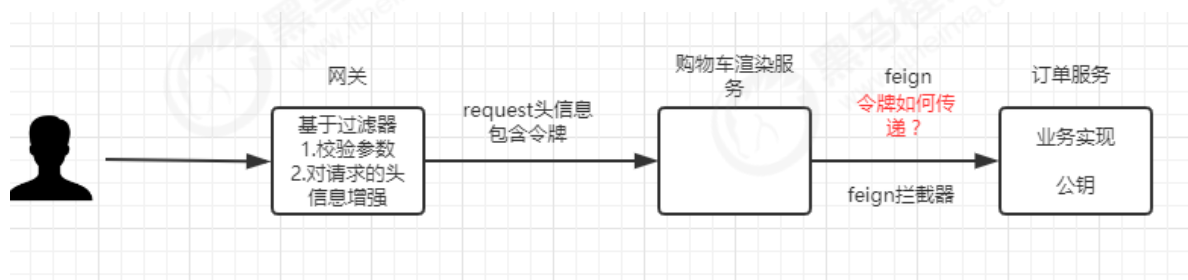 网关
基于过滤器
1.校验参数
2.对请求的头
信息增强
request头信息
包含令牌
购物车渲染服
务
feign
令牌如何传
递？
feign拦截器
订单服务
业务实现
公钥